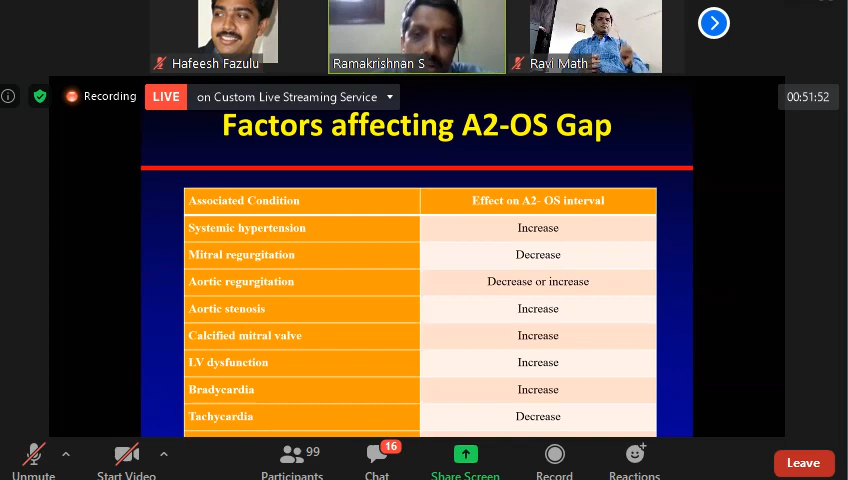 Hafeesh Fazulu
Ramakrishnan S
Ravi Math
Recording
LIVE
on Custom Live Streaming Service
00:51:52
Factors affecting A2-OS Gap
Associated Condition Effect on A2- OS interval
Systemic hypertension Increase
Mitral regurgitation Decrease
Aortic regurgitation Decrease or increase
Aortic stenosis Increase
Calcified mitral valve Increase
LV dysfunction Increase
Bradycardia Increase
Tachycardia Decrease
99
16
Unmute
Start Video
Participants
Chat
Share Screen
Record
Reactions
Leave